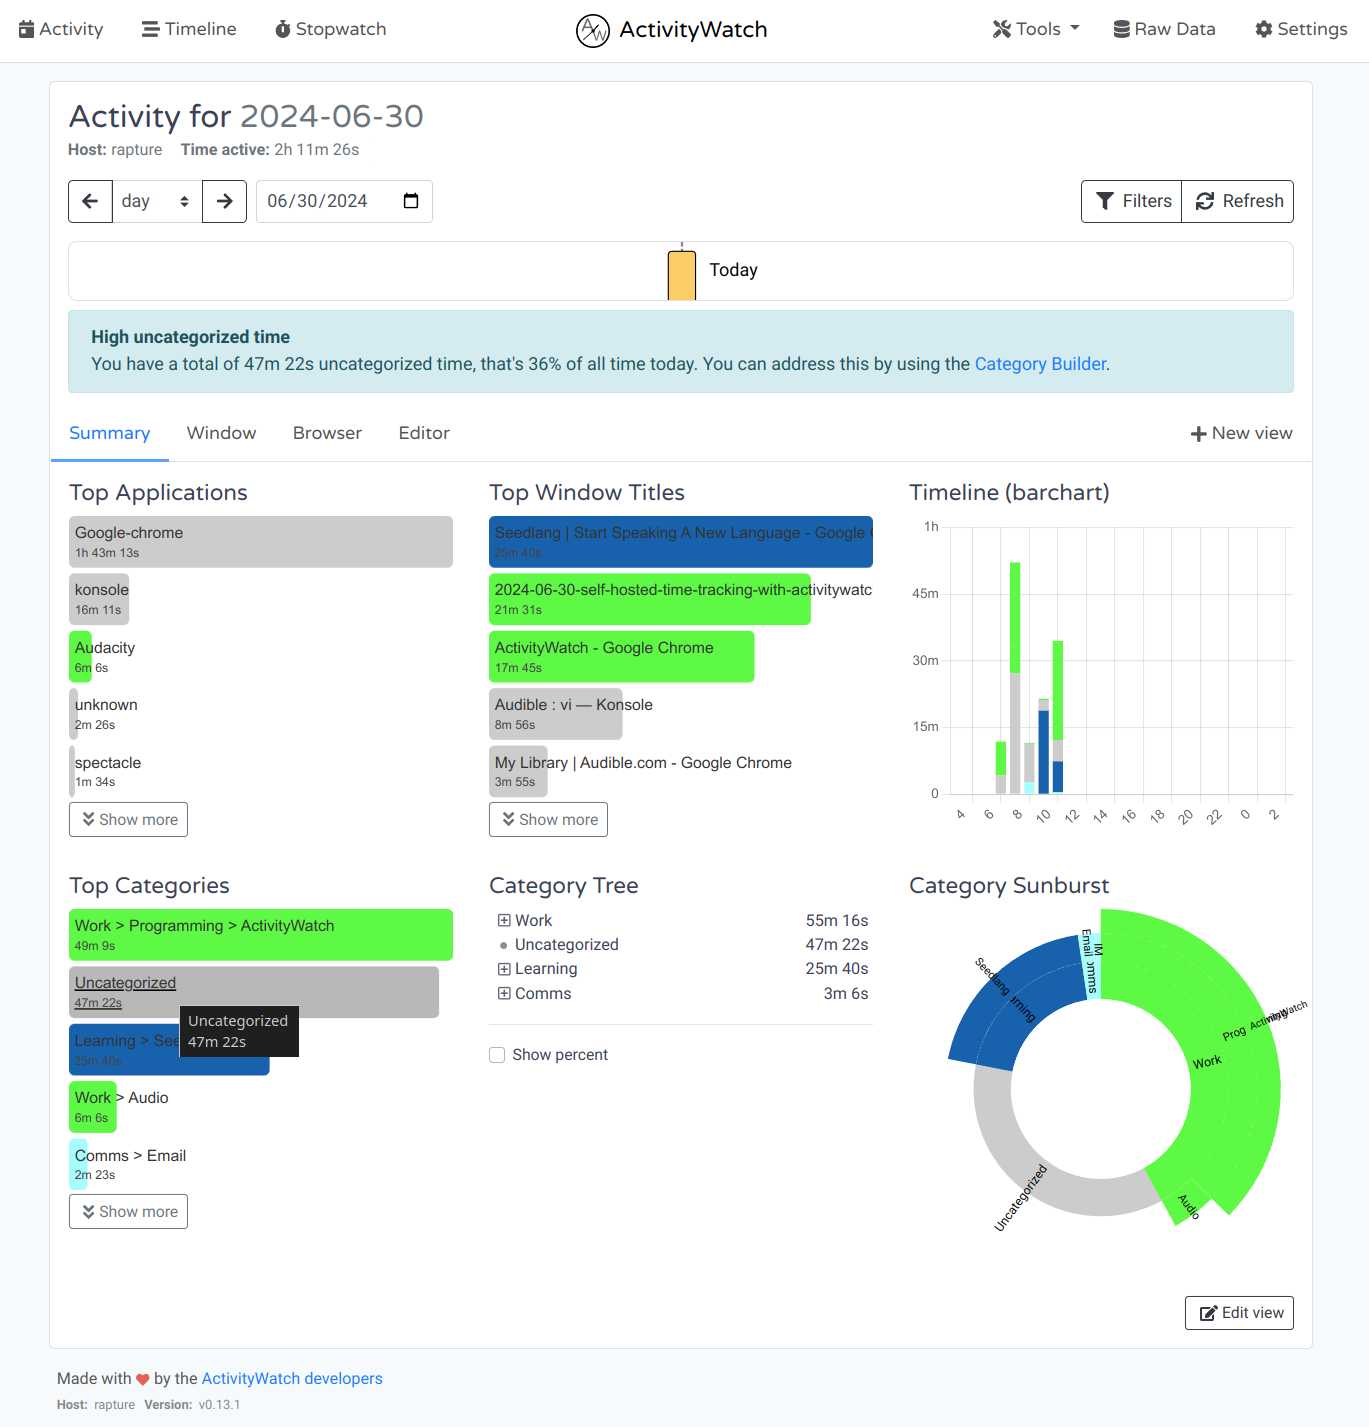 Activity
Timeline
Stopwatch
ActivityWatch
Tools
Raw Data
Settings
Activity for 2024-06-30
Host: rapture Time active: 2h 11m 26s
day
06/30/2024
Filters
Refresh
Today
High uncategorized time
You have a total of 47m 22s uncategorized time, that's 36% of all time today. You can address this by using the Category Builder.
Summary
Window
Browser
Editor
New view
Top Applications
Google-chrome
1h 43m 13s
konsole
16m 11s
Audacity
6m 6s
unknown
2m 26s
spectacle
1m 34s
Show more
Top Window Titles
Seedlang | Start Speaking A New Language - Google
25m 40s
2024-06-30-self-hosted-time-tracking-with-activitywatc
21m 31s
ActivityWatch - Google Chrome
17m 45s
Audible : vi — Konsole
8m 56s
My Library | Audible.com - Google Chrome
3m 55s
Show more
Timeline (barchart)
1h
45m
30m
15m
0
4 6 8 10 12 14 16 18 20 22 0 2
Top Categories
Work > Programming > ActivityWatch
49m 9s
Uncategorized
47m 22s
Uncategorized
47m 22s
Learning > See
25m 40s
Work > Audio
6m 6s
Comms > Email
2m 23s
Show more
Category Tree
Work 55m 16s
Uncategorized 47m 22s
Learning 25m 40s
Comms 3m 6s
Show percent
Category Sunburst
IM
Email
omms
Seedlang
rning
Prog
ActivityWatch
Work
Uncategorized
Audio
Edit view
Made with ❤ by the ActivityWatch developers
Host: rapture Version: v0.13.1